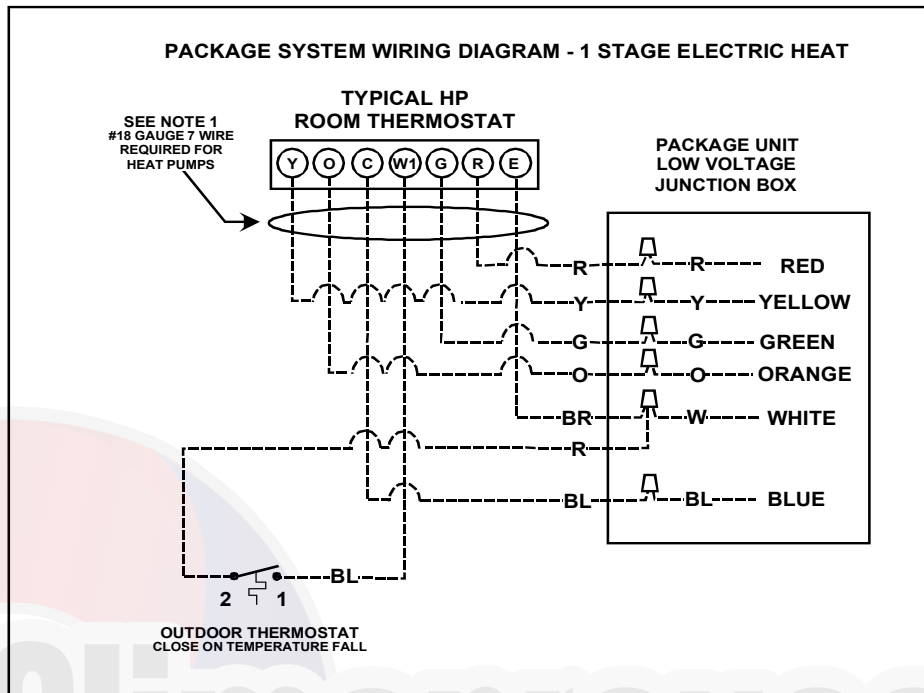 PACKAGE SYSTEM WIRING DIAGRAM - 1 STAGE ELECTRIC HEAT
TYPICAL HP
ROOM THERMOSTAT
SEE NOTE 1
#18 GAUGE 7 WIRE
REQUIRED FOR
HEAT PUMPS
Y O C W1 G R E
PACKAGE UNIT
LOW VOLTAGE
JUNCTION BOX
R R RED
Y Y YELLOW
G G GREEN
O O ORANGE
BR W WHITE
R
BL BL BLUE
BL
2 1
OUTDOOR THERMOSTAT
CLOSE ON TEMPERATURE FALL